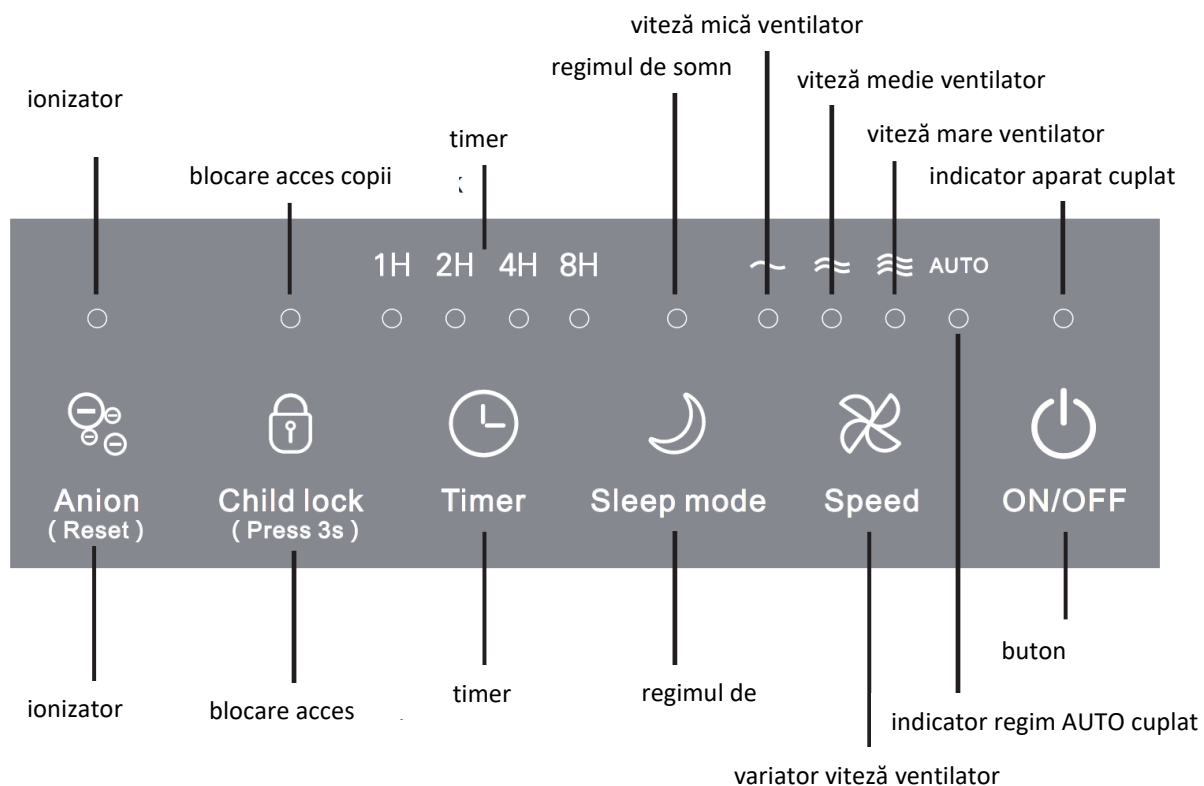 viteză mică ventilator
regimul de somn
viteză medie ventilator
ionizator
viteză mare ventilator
timer
blocare acces copii
indicator aparat cuplat
1H 2H 4H 8H
AUTO
Anion
Child lock
Timer
Sleep mode
Speed
ON/OFF
( Reset )
( Press 3s )
buton
ionizator
blocare acces
timer
regimul de
indicator regim AUTO cuplat
variator viteză ventilator